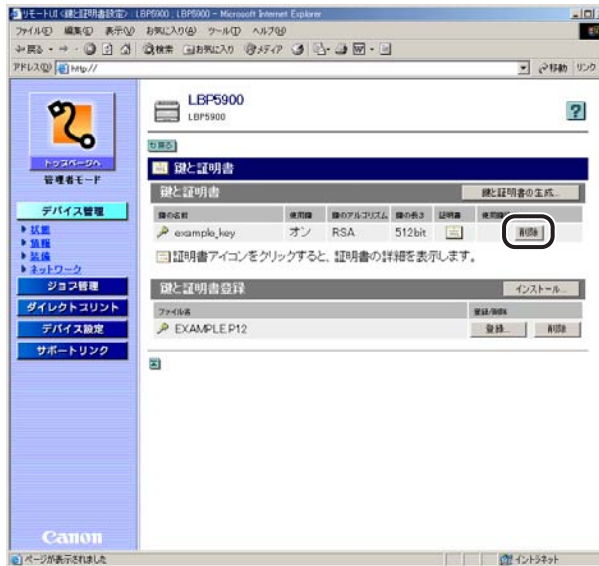 リモートUI <鍵と証明書設定> : LBP5900 ; LBP5900 - Microsoft Internet Explorer
ファイル(F) 編集(E) 表示(V) お気に入り(A) ツール(T) ヘルプ(H)
戻る 検索 お気に入り メディア
アドレス(D) http:// 移動 リンク
LBP5900
LBP5900
トップページへ
管理者モード
戻る
鍵と証明書
鍵と証明書 鍵と証明書の生成...
鍵の名前 使用鍵 鍵のアルゴリズム 鍵の長さ 証明書
example_key オン RSA 512bit 削除
証明書アイコンをクリックすると、証明書の詳細を表示します。
鍵と証明書登録 インストール...
ファイル名 登録/削除
EXAMPLE.P12 登録... 削除
デバイス管理
状態
情報
装備
ネットワーク
ジョブ管理
ダイレクトプリント
デバイス設定
サポートリンク
Canon
ページが表示されました イントラネット